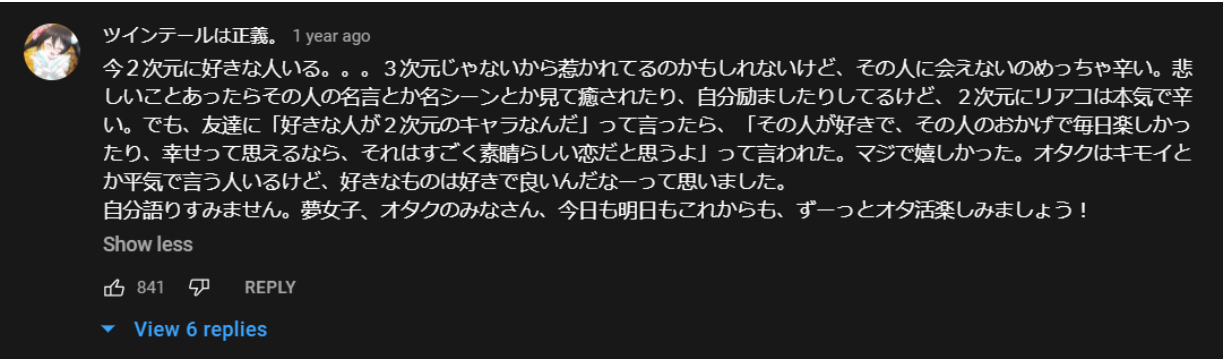 ツインテールは正義。 1 year ago
今２次元に好きな人いる。。。３次元じゃないから惹かれてるのかもしれないけど、その人に会えないのめっちゃ辛い。悲
しいことあったらその人の名言とか名シーンとか見て癒されたり、自分励ましたりしてるけど、２次元にリアコは本気で辛
い。でも、友達に「好きな人が２次元のキャラなんだ」って言ったら、「その人が好きで、その人のおかげで毎日楽しかっ
たり、幸せって思えるなら、それはすごく素晴らしい恋だと思うよ」って言われた。マジで嬉しかった。オタクはキモイと
か平気で言う人いるけど、好きなものは好きで良いんだなーって思いました。
自分語りすみません。夢女子、オタクのみなさん、今日も明日もこれからも、ずーっとオタ活楽しみましょう！
Show less
841 REPLY
View 6 replies